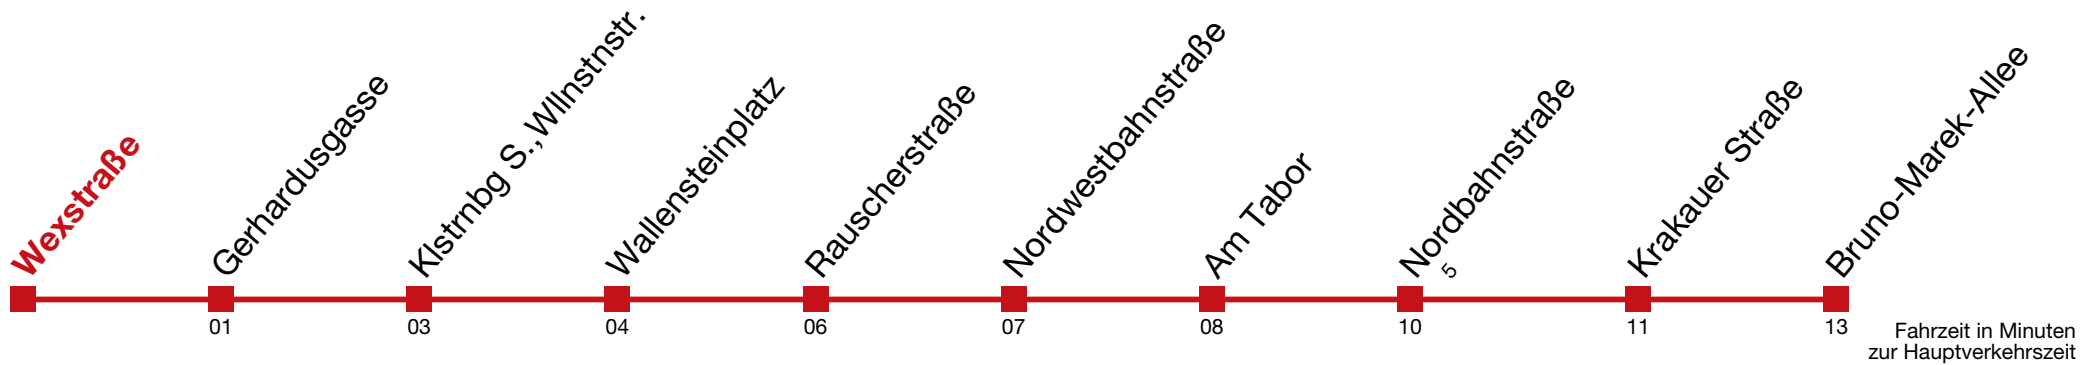 Wexstraße
Gerhardusgasse
Klstrnbg S.,Wllnstnstr.
Wallensteinplatz
Rauscherstraße
Nordwestbahnstraße
Am Tabor
Nordbahnstraße
5
Krakauer Straße
Bruno-Marek-Allee
01
03
04
06
07
08
10
11
13
Fahrzeit in Minuten
zur Hauptverkehrszeit